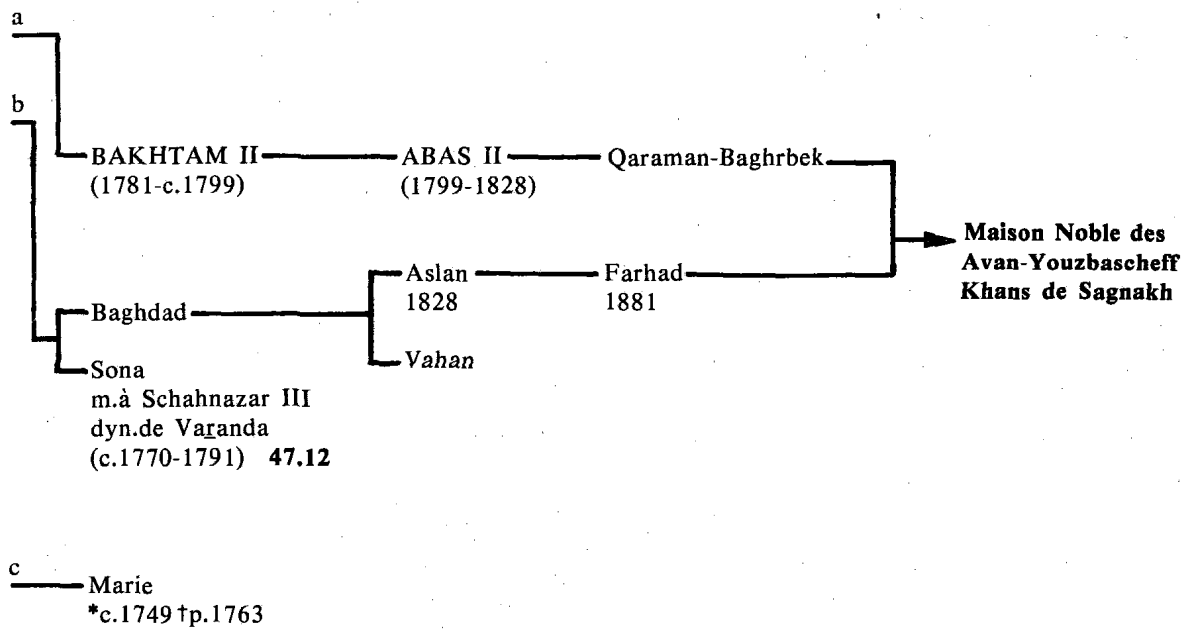 a
b
BAKHTAM II
(1781-c.1799)
ABAS II
(1799-1828)
Qaraman-Baghrbek
Maison Noble des
Avan-Youzbascheff
Khans de Sagnakh
Aslan
1828
Farhad
1881
Baghdad
Vahan
Sona
m.à Schahnazar III
dyn.de Vaṟanda
(c.1770-1791) 47.12
c
Marie
*c.1749 †p.1763